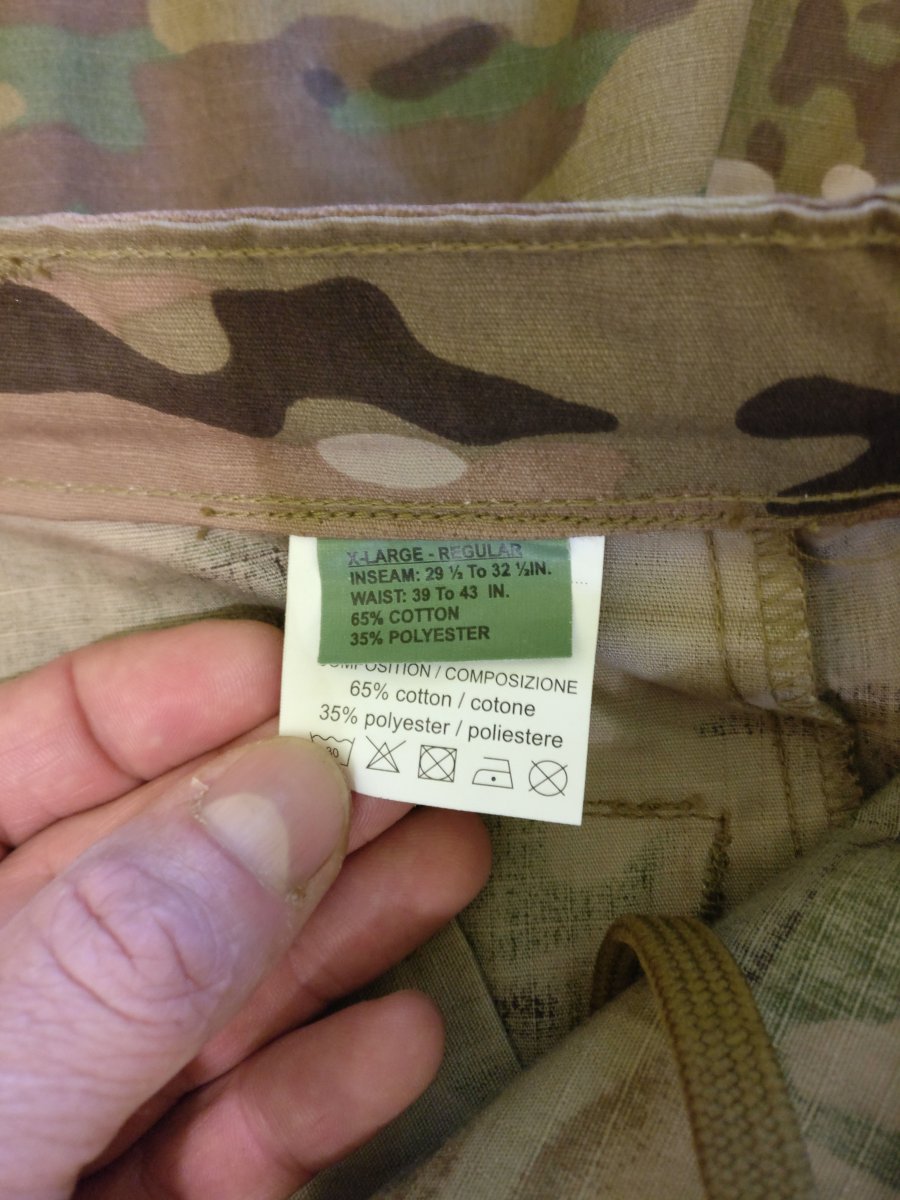 X-LARGE - REGULAR
INSEAM: 29 ½ To 32 ½IN.
WAIST: 39 To 43 IN.
65% COTTON
35% POLYESTER
COMPOSITION / COMPOSIZIONE
65% cotton / cotone
35% polyester / poliestere
30